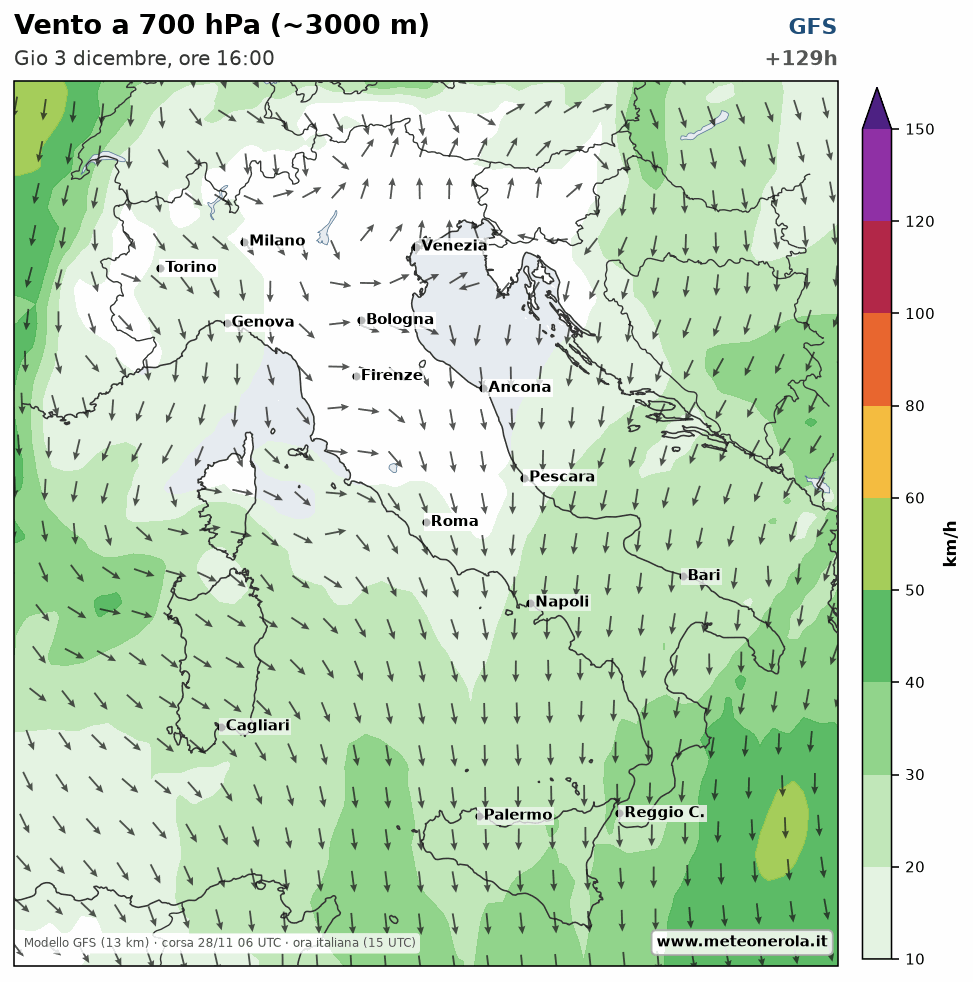 Vento a 700 hPa (~3000 m)
GFS
Gio 3 dicembre, ore 16:00
+129h
150
120
100
80
60
50
40
30
20
10
km/h
Milano
Venezia
Torino
Genova
Bologna
Firenze
Ancona
Pescara
Roma
Bari
Napoli
Cagliari
Palermo
Reggio C.
Modello GFS (13 km) · corsa 28/11 06 UTC · ora italiana (15 UTC)
www.meteonerola.it